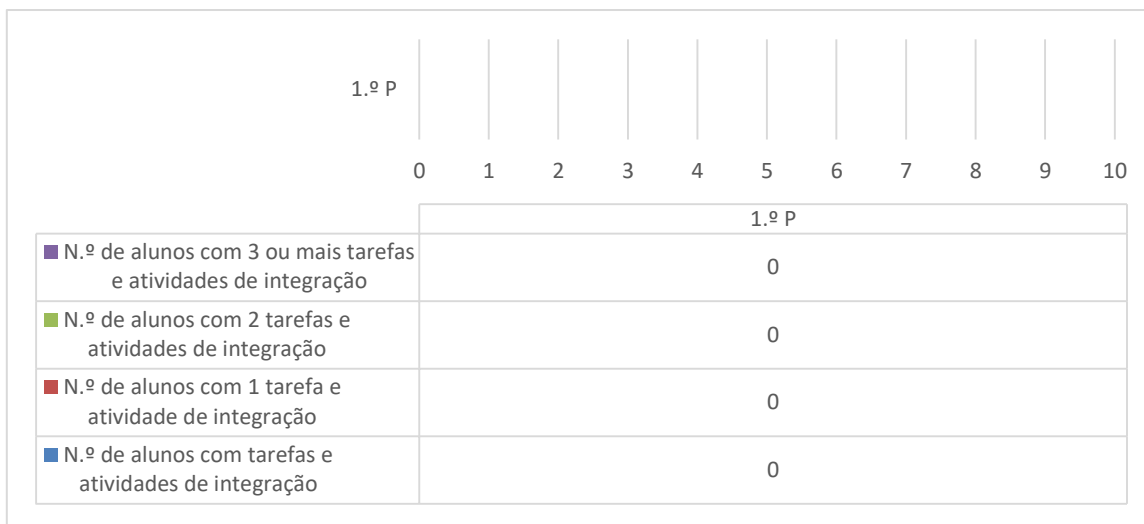 1.º P
0 1 2 3 4 5 6 7 8 9 10
1.º P
N.º de alunos com 3 ou mais tarefas
e atividades de integração
0
N.º de alunos com 2 tarefas e
atividades de integração
0
N.º de alunos com 1 tarefa e
atividade de integração
0
N.º de alunos com tarefas e
atividades de integração
0